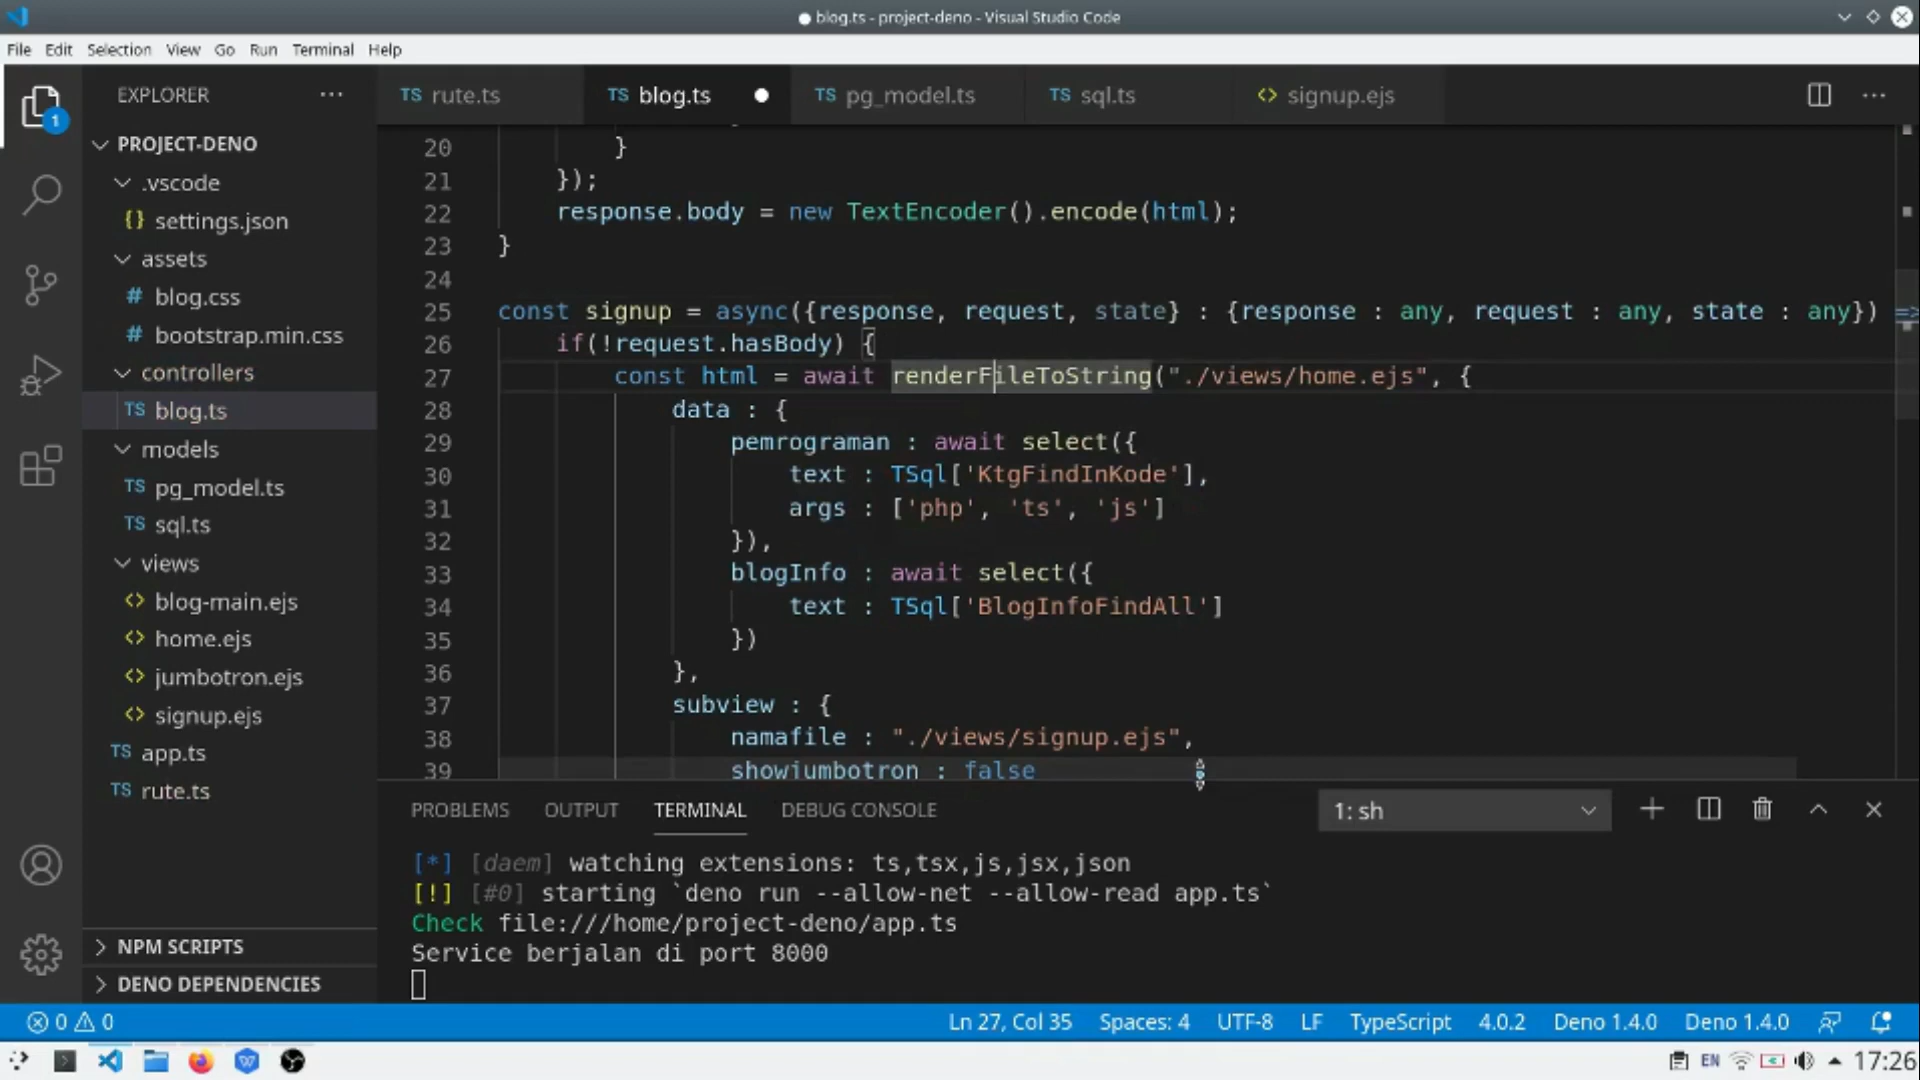 blog.ts - project-deno - Visual Studio Code
File Edit Selection View Go Run Terminal Help
EXPLORER
1
PROJECT-DENO
.vscode
{} settings.json
assets
# blog.css
# bootstrap.min.css
controllers
TS blog.ts
models
TS pg_model.ts
TS sql.ts
views
<> blog-main.ejs
<> home.ejs
<> jumbotron.ejs
<> signup.ejs
TS app.ts
TS rute.ts
NPM SCRIPTS
DENO DEPENDENCIES
TS rute.ts TS blog.ts TS pg_model.ts TS sql.ts <> signup.ejs
20 }
21 });
22 response.body = new TextEncoder().encode(html);
23 }
24
25 const signup = async({response, request, state} : {response : any, request : any, state : any}) =>
26 if(!request.hasBody) {
27 const html = await renderFileToString("./views/home.ejs", {
28 data : {
29 pemrograman : await select({
30 text : TSql['KtgFindInKode'],
31 args : ['php', 'ts', 'js']
32 }),
33 blogInfo : await select({
34 text : TSql['BlogInfoFindAll']
35 })
36 },
37 subview : {
38 namafile : "./views/signup.ejs",
39 showjumbotron : false
PROBLEMS OUTPUT TERMINAL DEBUG CONSOLE 1: sh
[*] [daem] watching extensions: ts,tsx,js,jsx,json
[!] [#0] starting `deno run --allow-net --allow-read app.ts`
Check file:///home/project-deno/app.ts
Service berjalan di port 8000
0 0 Ln 27, Col 35 Spaces: 4 UTF-8 LF TypeScript 4.0.2 Deno 1.4.0 Deno 1.4.0
EN 17:26